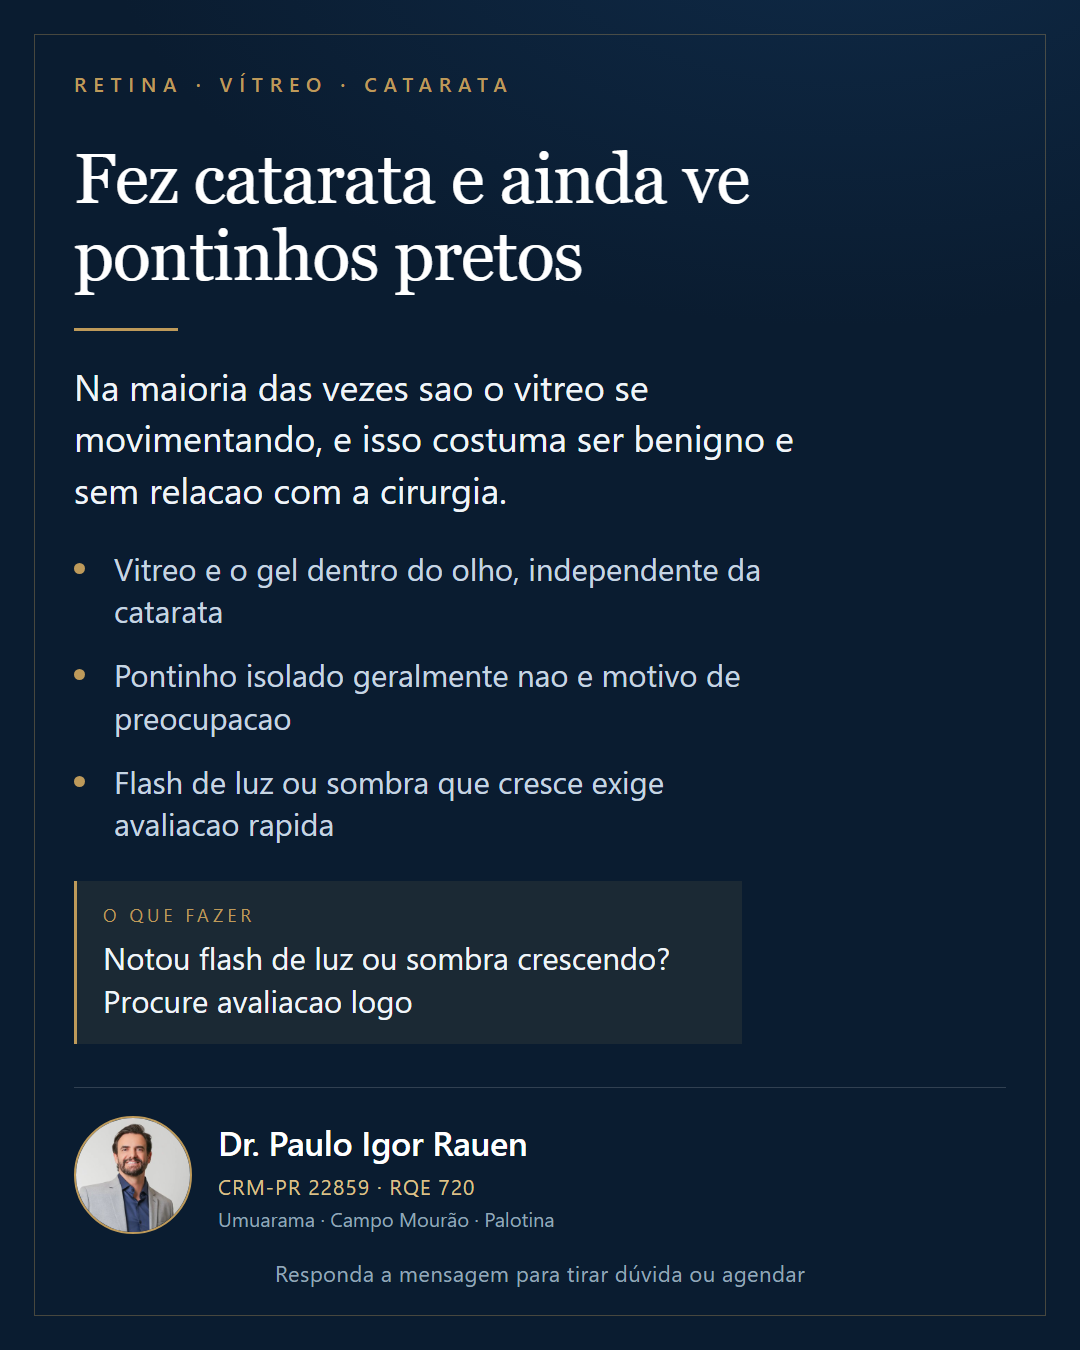 RETINA · VÍTREO · CATARATA
Fez catarata e ainda ve
pontinhos pretos
Na maioria das vezes sao o vitreo se
movimentando, e isso costuma ser benigno e
sem relacao com a cirurgia.
• Vitreo e o gel dentro do olho, independente da
catarata
• Pontinho isolado geralmente nao e motivo de
preocupacao
• Flash de luz ou sombra que cresce exige
avaliacao rapida
O QUE FAZER
Notou flash de luz ou sombra crescendo?
Procure avaliacao logo
Dr. Paulo Igor Rauen
CRM-PR 22859 · RQE 720
Umuarama · Campo Mourão · Palotina
Responda a mensagem para tirar dúvida ou agendar